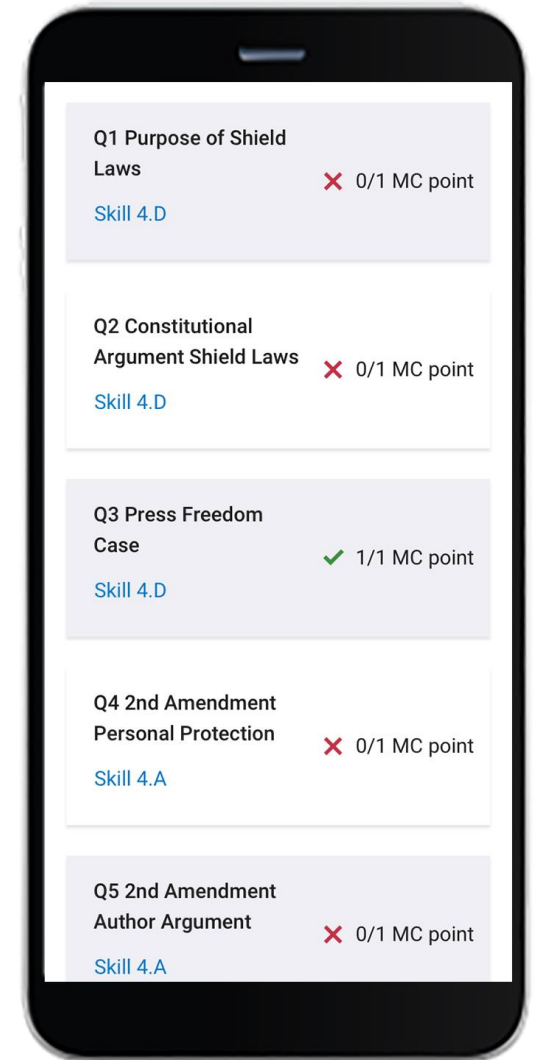 Q1 Purpose of Shield
Laws
0/1 MC point
Skill 4.D
Q2 Constitutional
Argument Shield Laws
0/1 MC point
Skill 4.D
Q3 Press Freedom
Case
1/1 MC point
Skill 4.D
Q4 2nd Amendment
Personal Protection
0/1 MC point
Skill 4.A
Q5 2nd Amendment
Author Argument
0/1 MC point
Skill 4.A